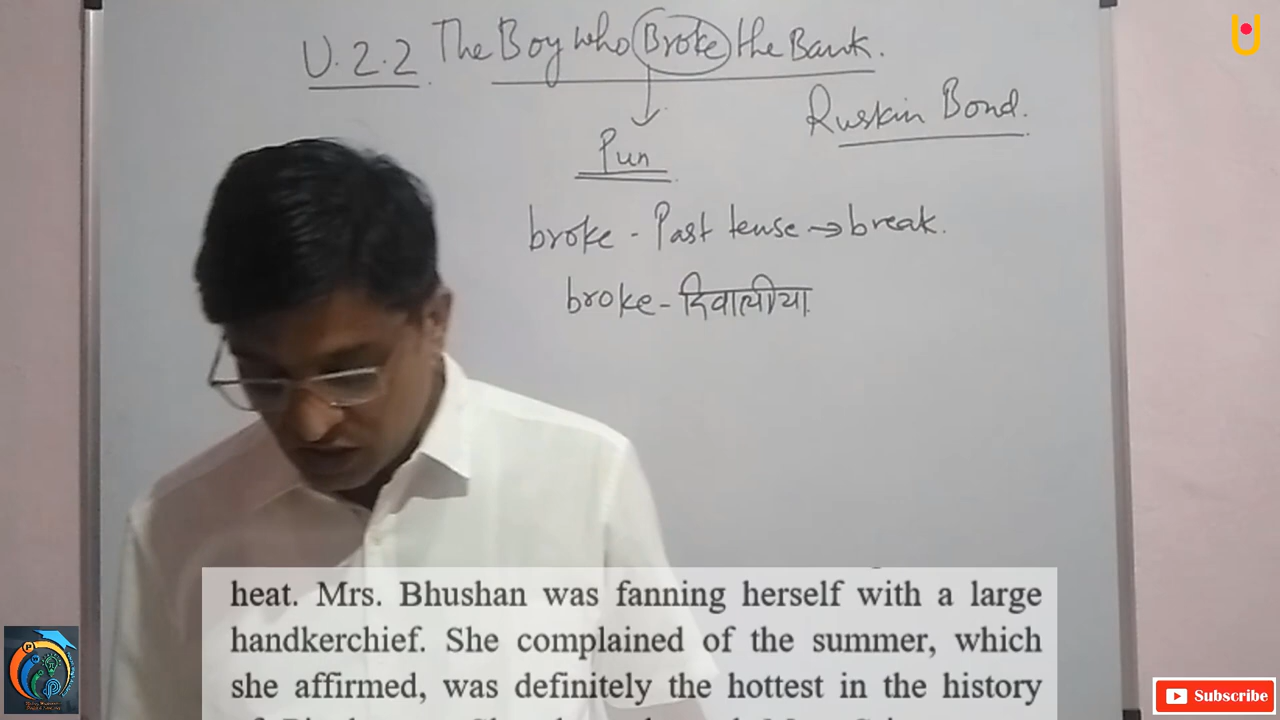 U.2.2 The Boy who Broke the Bank.
Ruskin Bond.
Pun
broke - Past tense → break.
broke - दिवालीया
heat. Mrs. Bhushan was fanning herself with a large
handkerchief. She complained of the summer, which
she affirmed, was definitely the hottest in the history
Subscribe